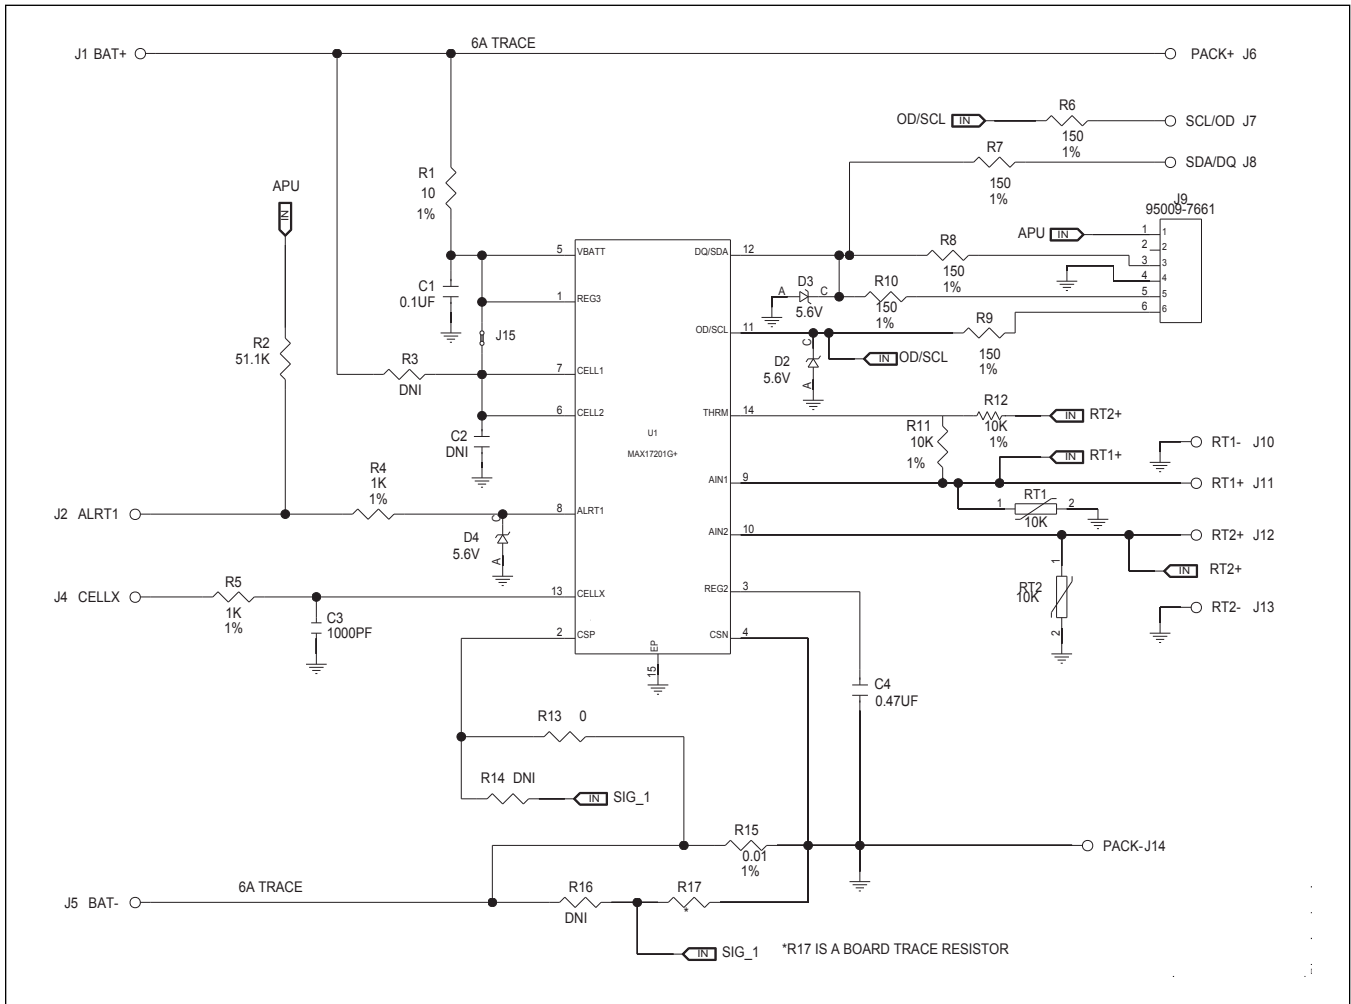 6A TRACE
J1 BAT+
PACK+ J6
OD/SCL
IN
R6
150
1%
SCL/OD J7
R7
150
1%
SDA/DQ J8
APU
IN
R1
10
1%
J9
95009-7661
APU
IN
1
2
3
4
5
6
1
2
3
4
5
6
5
VBATT
DQ/SDA
12
R8
150
1%
C1
0.1UF
1
REG3
A
D3
C
5.6V
R10
150
1%
J15
R2
51.1K
OD/SCL
11
R9
150
1%
C
D2
5.6V
A
IN
OD/SCL
R3
DNI
7
CELL1
6
CELL2
THRM
14
R12
10K
1%
IN
RT2+
C2
DNI
U1
MAX17201G+
R11
10K
1%
RT1- J10
IN
RT1+
R4
1K
1%
AIN1
9
RT1+ J11
1
RT1
10K
2
J2 ALRT1
8
ALRT1
C
D4
5.6V
A
AIN2
10
RT2+ J12
IN
RT2+
1
RT2
10K
2
RT2- J13
R5
1K
1%
J4 CELLX
13
CELLX
REG2
3
C3
1000PF
2
CSP
CSN
4
EP
15
C4
0.47UF
R13 0
R14 DNI
IN
SIG_1
R15
0.01
1%
PACK-J14
6A TRACE
J5 BAT-
R16
DNI
R17
*
IN
SIG_1
*R17 IS A BOARD TRACE RESISTOR